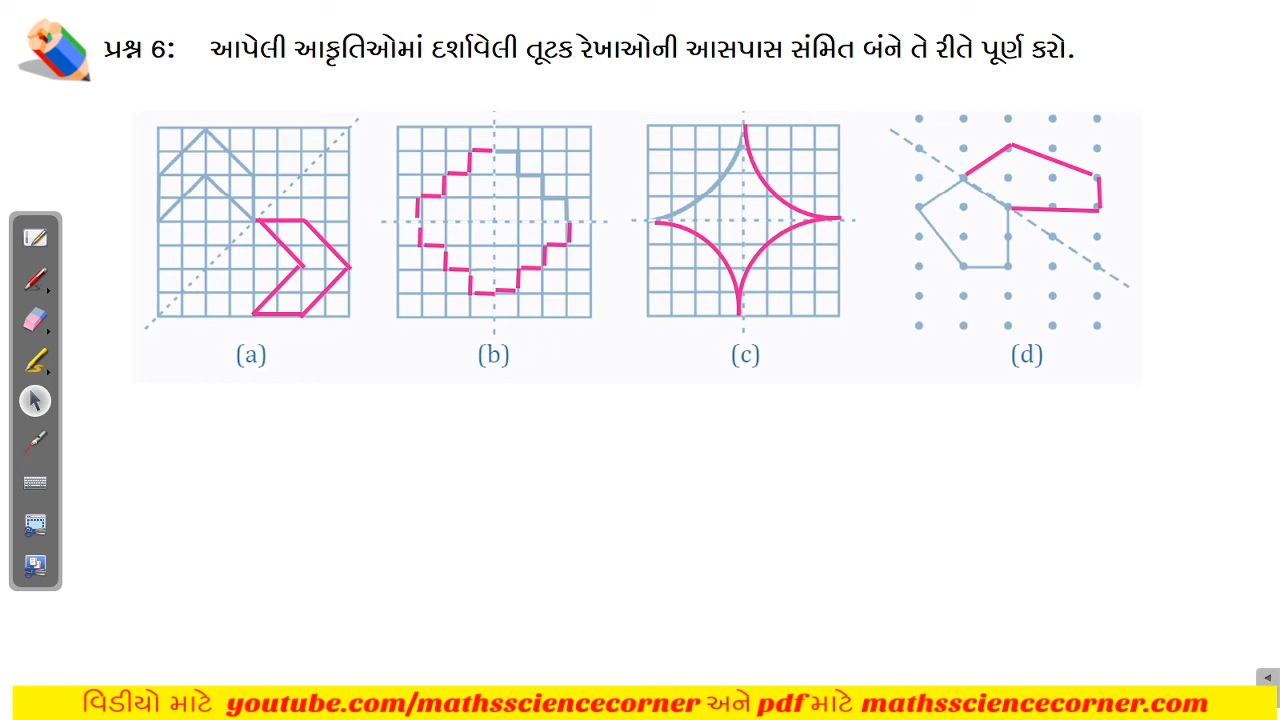 પ્રશ્ન 6: આપેલી આકૃતિઓમાં દર્શાવેલી તૂટક રેખાઓની આસપાસ સંમિત બંને તે રીતે પૂર્ણ કરો.
(a) (b) (c) (d)
વિડીયો માટે youtube.com/mathssciencecorner અને pdf માટે mathssciencecorner.com